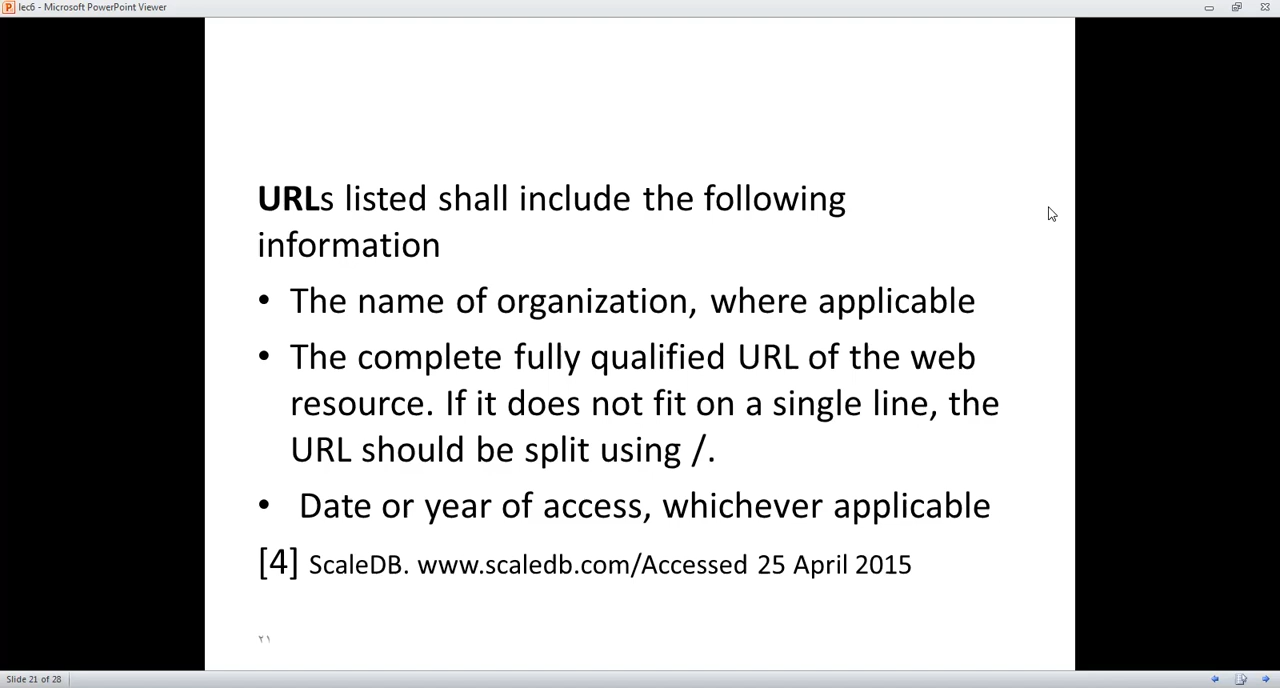 lec6 - Microsoft PowerPoint Viewer
URLs listed shall include the following
information
• The name of organization, where applicable
• The complete fully qualified URL of the web
resource. If it does not fit on a single line, the
URL should be split using /.
• Date or year of access, whichever applicable
[4] ScaleDB. www.scaledb.com/Accessed 25 April 2015
٢١
Slide 21 of 28